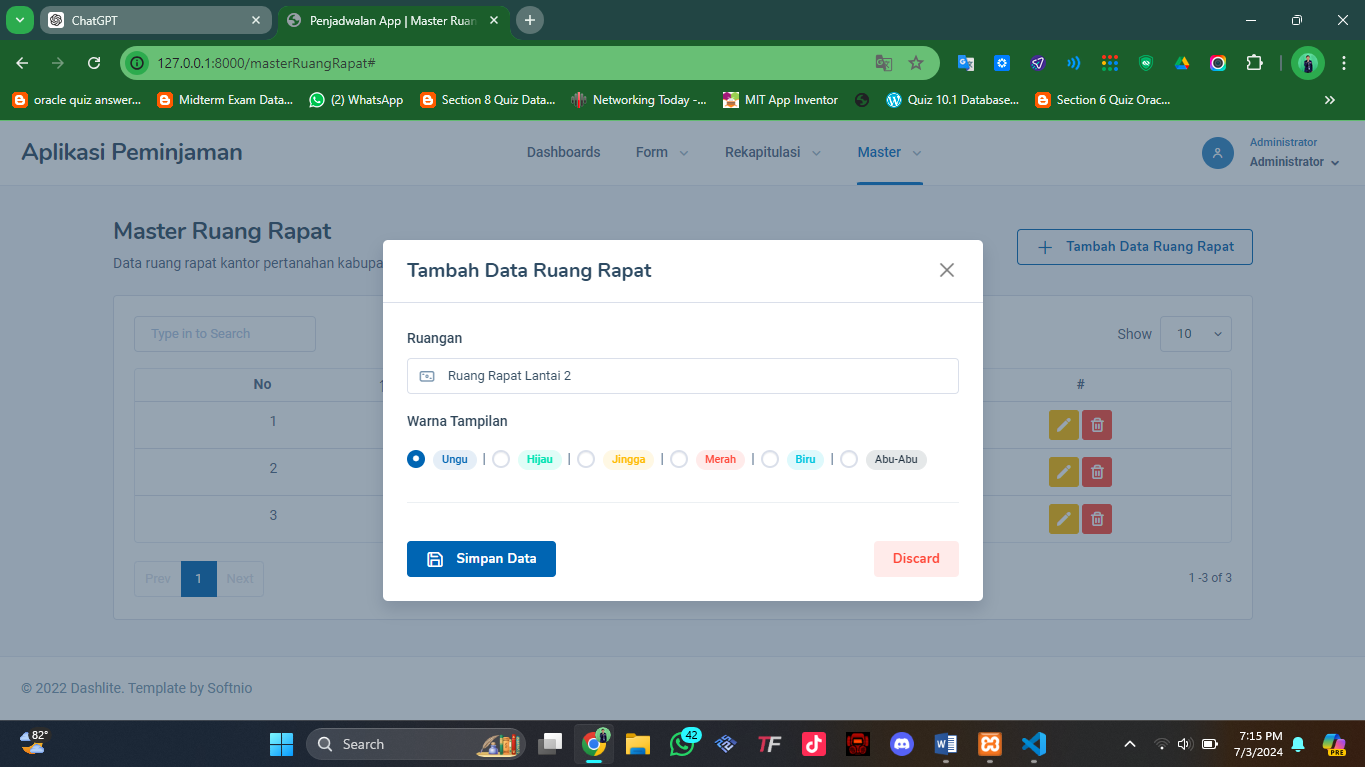 ChatGPT
Penjadwalan App | Master Ruan
127.0.0.1:8000/masterRuangRapat#
oracle quiz answer...
Midterm Exam Data...
(2) WhatsApp
Section 8 Quiz Data...
Networking Today -...
MIT App Inventor
Quiz 10.1 Database...
Section 6 Quiz Orac...
Aplikasi Peminjaman
Dashboards
Form
Rekapitulasi
Master
Administrator
Administrator
Master Ruang Rapat
Data ruang rapat kantor pertanahan kabupa
Tambah Data Ruang Rapat
Type in to Search
Show 10
No
#
1
2
3
Prev 1 Next
1 -3 of 3
Tambah Data Ruang Rapat
Ruangan
Ruang Rapat Lantai 2
Warna Tampilan
Ungu | Hijau | Jingga | Merah | Biru | Abu-Abu
Simpan Data
Discard
© 2022 Dashlite. Template by Softnio
82°
Search
42
TF
PRE
7:15 PM
7/3/2024